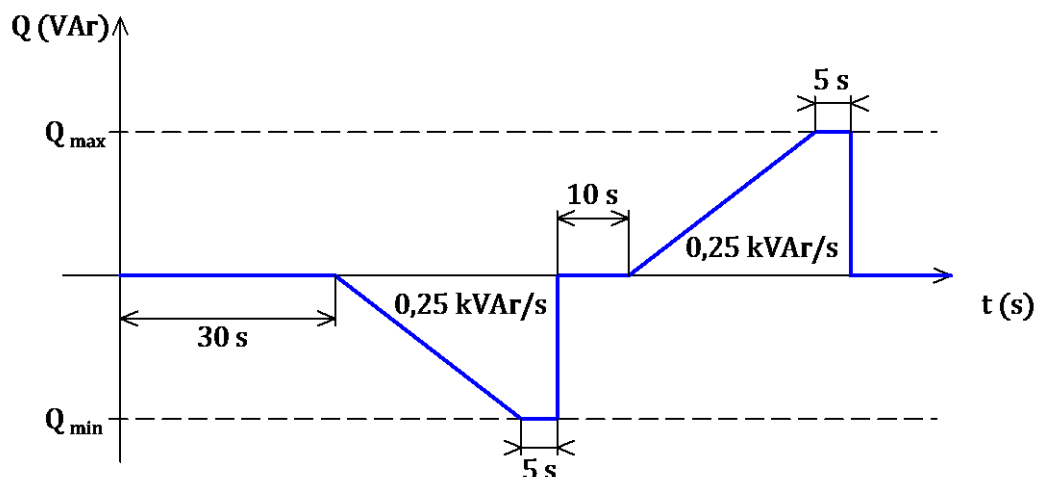 Q (VAr)
5 s
Q max
10 s
0,25 kVAr/s
0,25 kVAr/s
t (s)
30 s
Q min
5 s